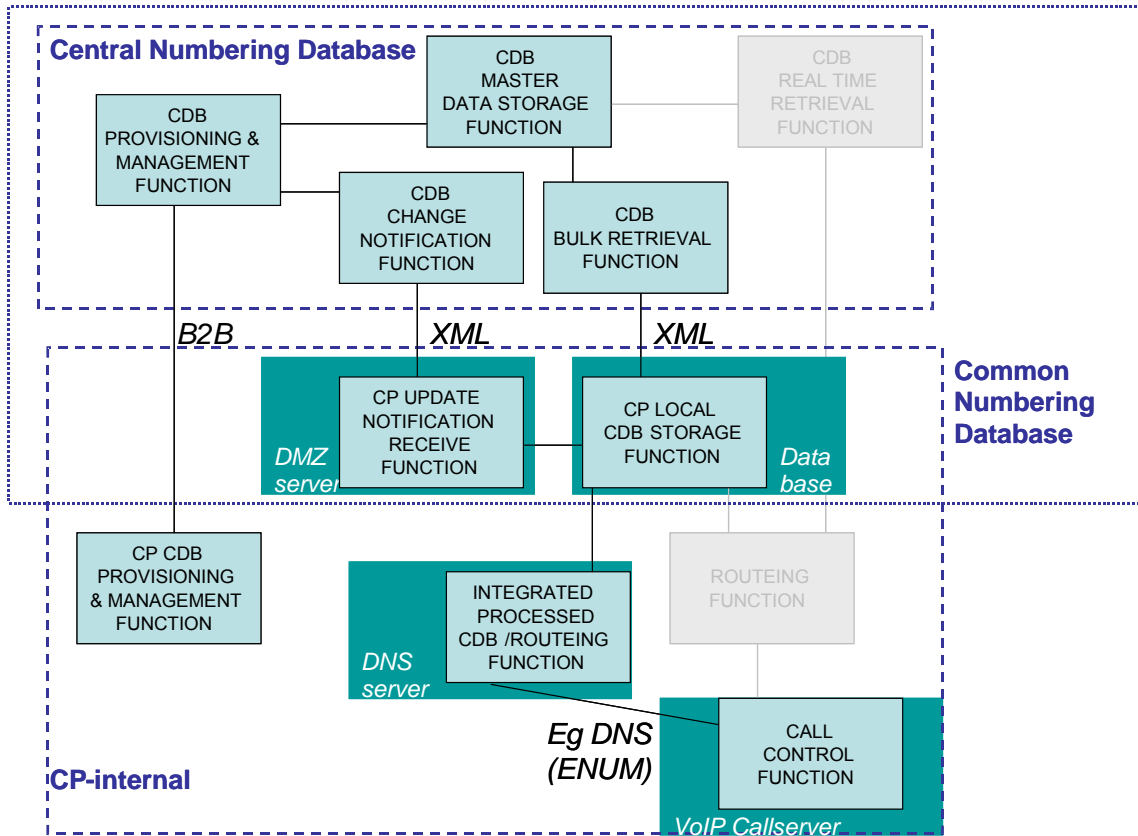 Central Numbering Database
CDB
MASTER
DATA STORAGE
FUNCTION
CDB
REAL TIME
RETRIEVAL
FUNCTION
CDB
PROVISIONING &
MANAGEMENT
FUNCTION
CDB
CHANGE
NOTIFICATION
FUNCTION
CDB
BULK RETRIEVAL
FUNCTION
B2B
XML
XML
CP UPDATE
NOTIFICATION
RECEIVE
FUNCTION
DMZ
server
CP LOCAL
CDB STORAGE
FUNCTION
Data
base
Common
Numbering
Database
CP CDB
PROVISIONING
& MANAGEMENT
FUNCTION
INTEGRATED
PROCESSED
CDB /ROUTEING
FUNCTION
DNS
server
ROUTEING
FUNCTION
Eg DNS
(ENUM)
CALL
CONTROL
FUNCTION
VoIP Callserver
CP-internal